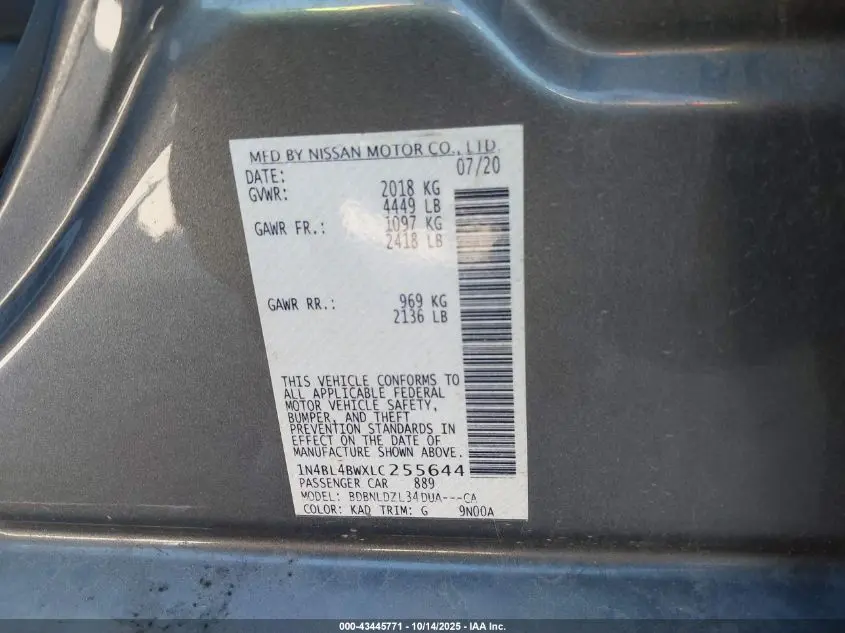 MFD BY NISSAN MOTOR CO., LTD.
DATE: 07/20
GVWR: 2018 KG
4449 LB
GAWR FR.: 1097 KG
2418 LB
GAWR RR.: 969 KG
2136 LB
THIS VEHICLE CONFORMS TO
ALL APPLICABLE FEDERAL
MOTOR VEHICLE SAFETY,
BUMPER, AND THEFT
PREVENTION STANDARDS IN
EFFECT ON THE DATE OF
MANUFACTURE SHOWN ABOVE.
1N4BL4BWXLC255644
PASSENGER CAR 889
MODEL: BDBNLDZL34DUA---CA
COLOR: KAD TRIM: G 9N00A
000-43445771 | 10/14/2025 | IAA Inc.